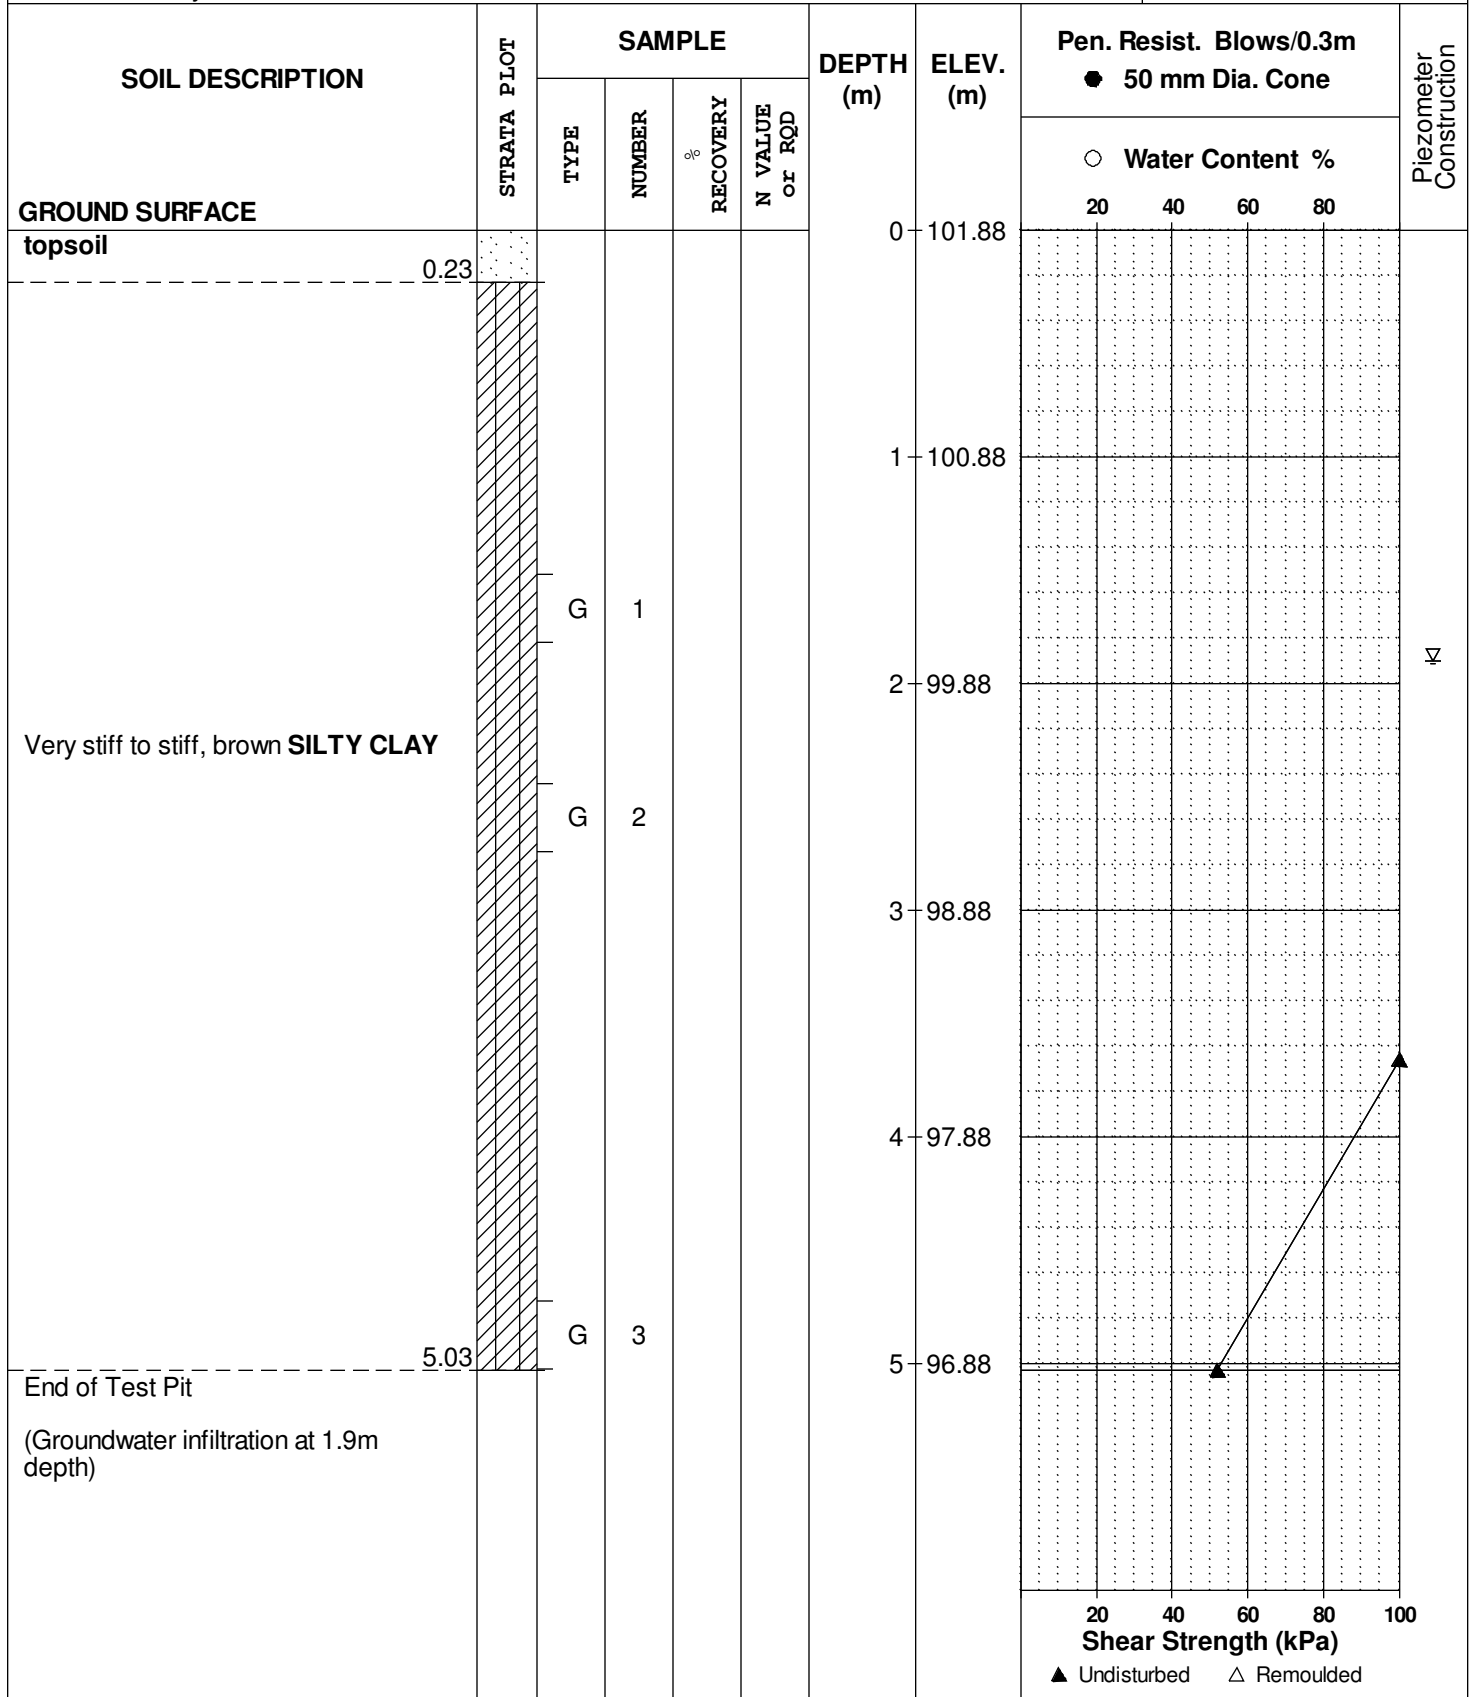 SOIL DESCRIPTION
GROUND SURFACE
STRATA PLOT
SAMPLE
TYPE
NUMBER
%
RECOVERY
N VALUE
or RQD
DEPTH
(m)
ELEV.
(m)
Pen. Resist. Blows/0.3m
● 50 mm Dia. Cone
○ Water Content %
20 40 60 80
Piezometer
Construction
topsoil
0.23
0 101.88
1 100.88
G 1
2 99.88
Very stiff to stiff, brown SILTY CLAY
G 2
3 98.88
4 97.88
G 3
5.03
5 96.88
End of Test Pit
(Groundwater infiltration at 1.9m
depth)
20 40 60 80 100
Shear Strength (kPa)
▲ Undisturbed △ Remoulded